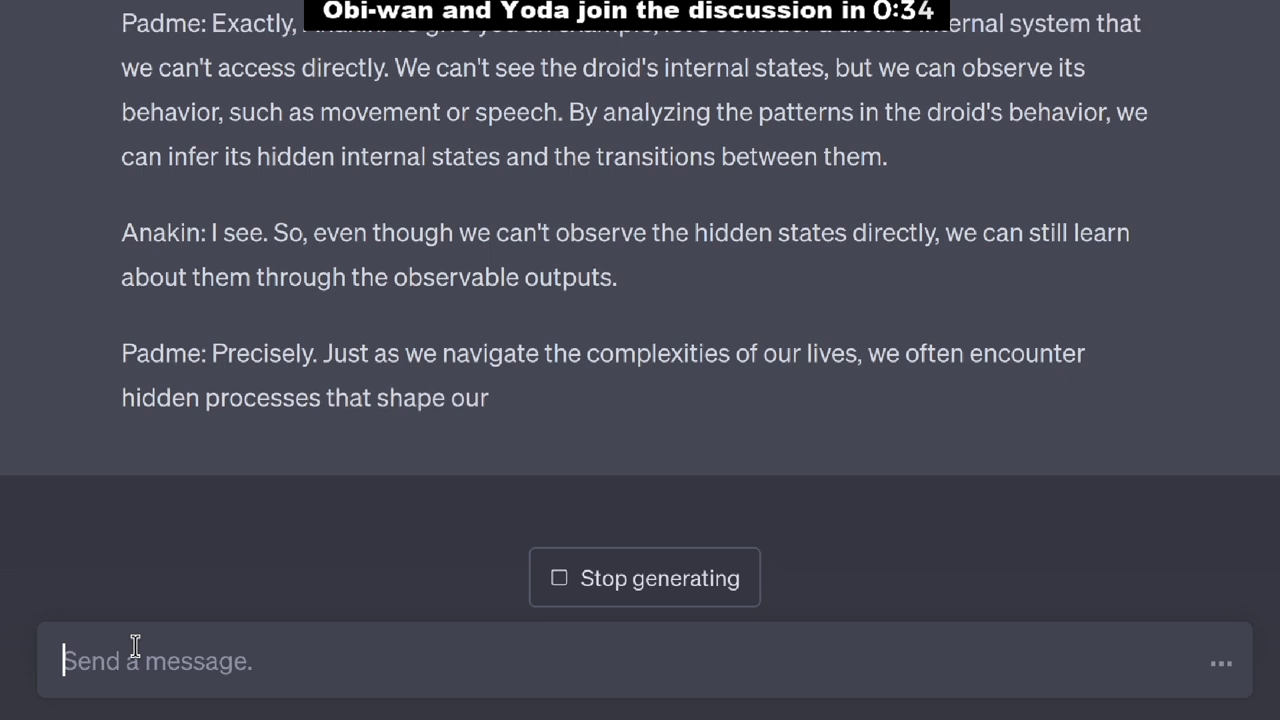 Obi-wan and Yoda join the discussion in 0:34
Padme: Exactly, internal system that
we can't access directly. We can't see the droid's internal states, but we can observe its
behavior, such as movement or speech. By analyzing the patterns in the droid's behavior, we
can infer its hidden internal states and the transitions between them.
Anakin: I see. So, even though we can't observe the hidden states directly, we can still learn
about them through the observable outputs.
Padme: Precisely. Just as we navigate the complexities of our lives, we often encounter
hidden processes that shape our
Stop generating
Send a message.
...